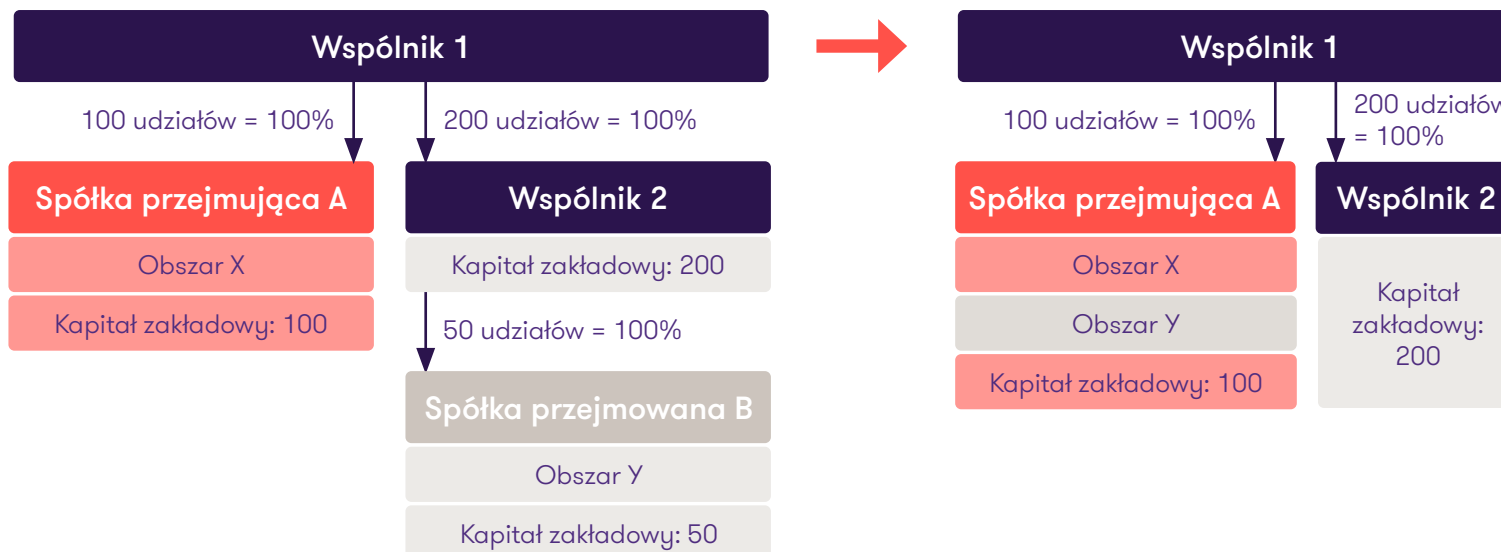 Wspólnik 1
100 udziałów = 100%
200 udziałów = 100%
Spółka przejmująca A
Wspólnik 2
Obszar X
Kapitał zakładowy: 200
Kapitał zakładowy: 100
50 udziałów = 100%
Spółka przejmowana B
Obszar Y
Kapitał zakładowy: 50
Wspólnik 1
100 udziałów = 100%
200 udziałów
= 100%
Spółka przejmująca A
Wspólnik 2
Obszar X
Obszar Y
Kapitał zakładowy: 100
Kapitał
zakładowy:
200